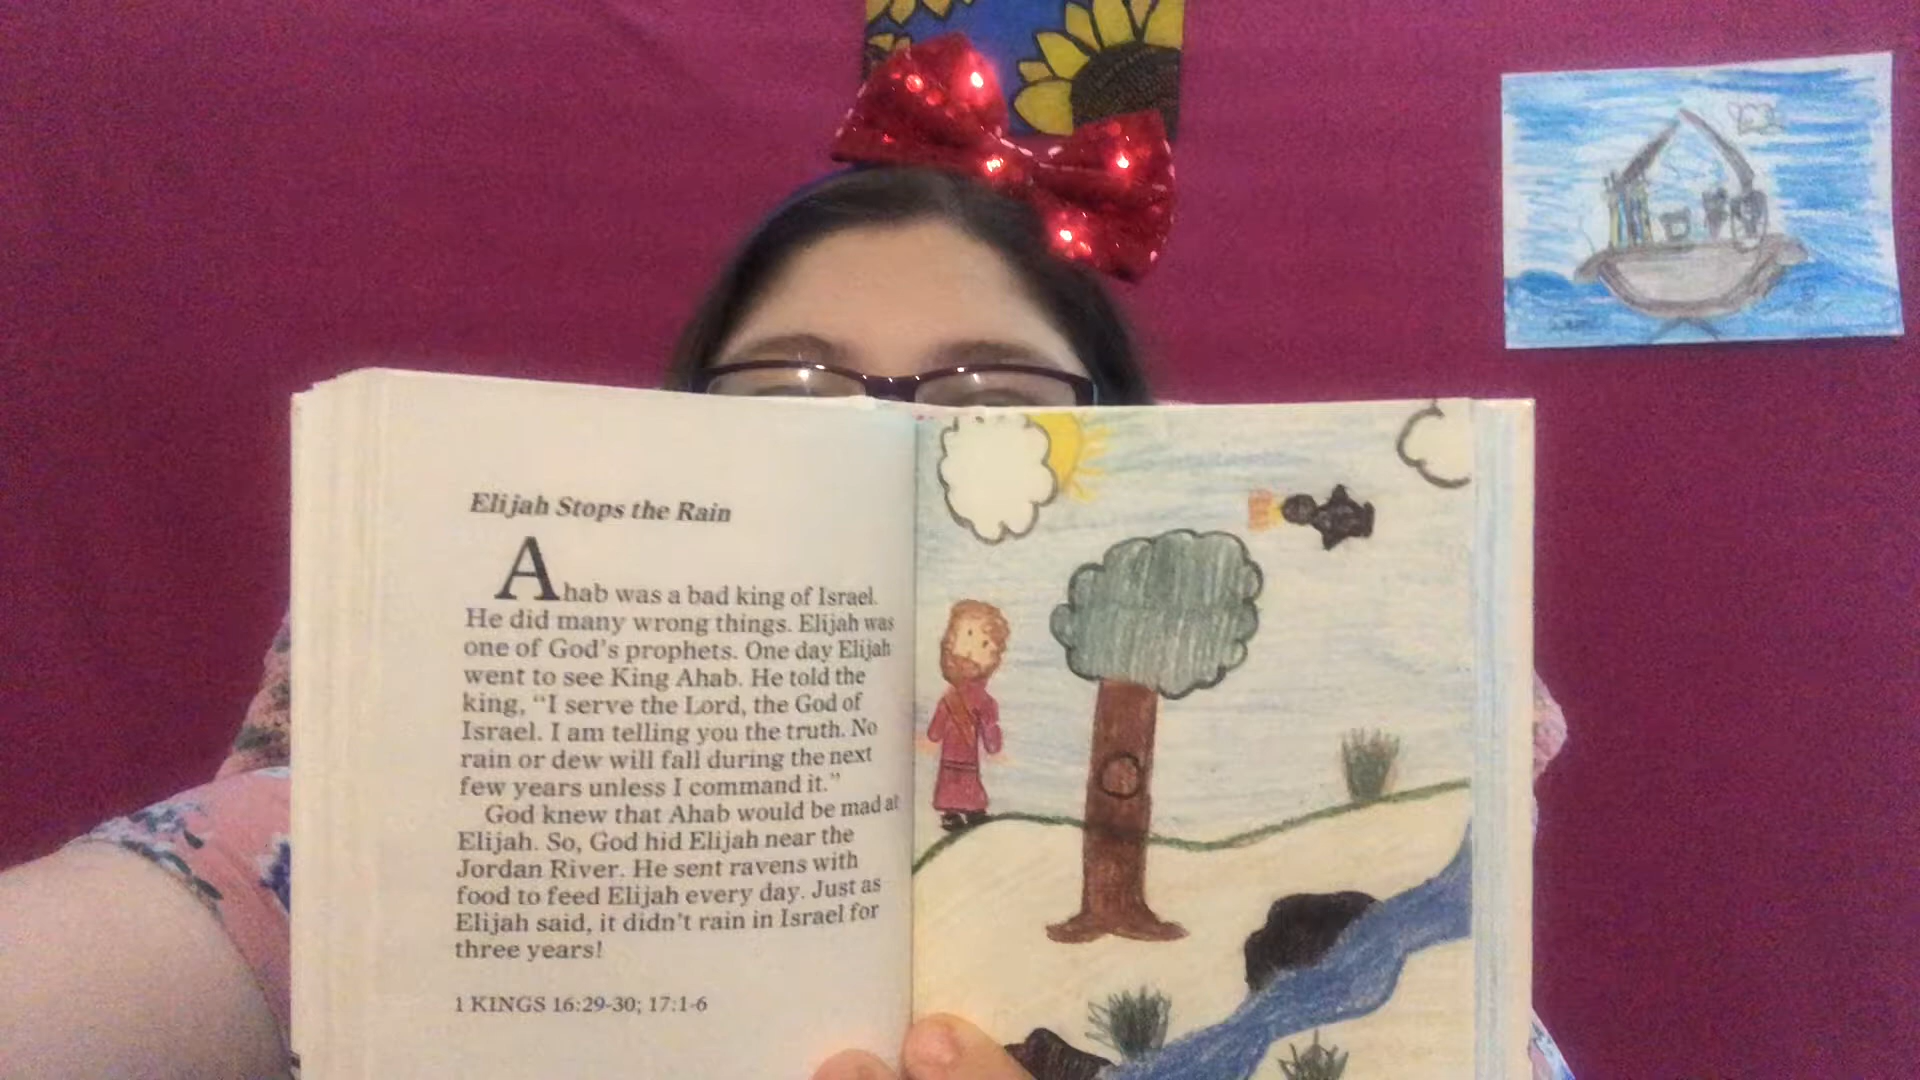 Elijah Stops the Rain
Ahab was a bad king of Israel.
He did many wrong things. Elijah was
one of God's prophets. One day Elijah
went to see King Ahab. He told the
king, "I serve the Lord, the God of
Israel. I am telling you the truth. No
rain or dew will fall during the next
few years unless I command it."
God knew that Ahab would be mad at
Elijah. So, God hid Elijah near the
Jordan River. He sent ravens with
food to feed Elijah every day. Just as
Elijah said, it didn't rain in Israel for
three years!
1 KINGS 16:29-30; 17:1-6